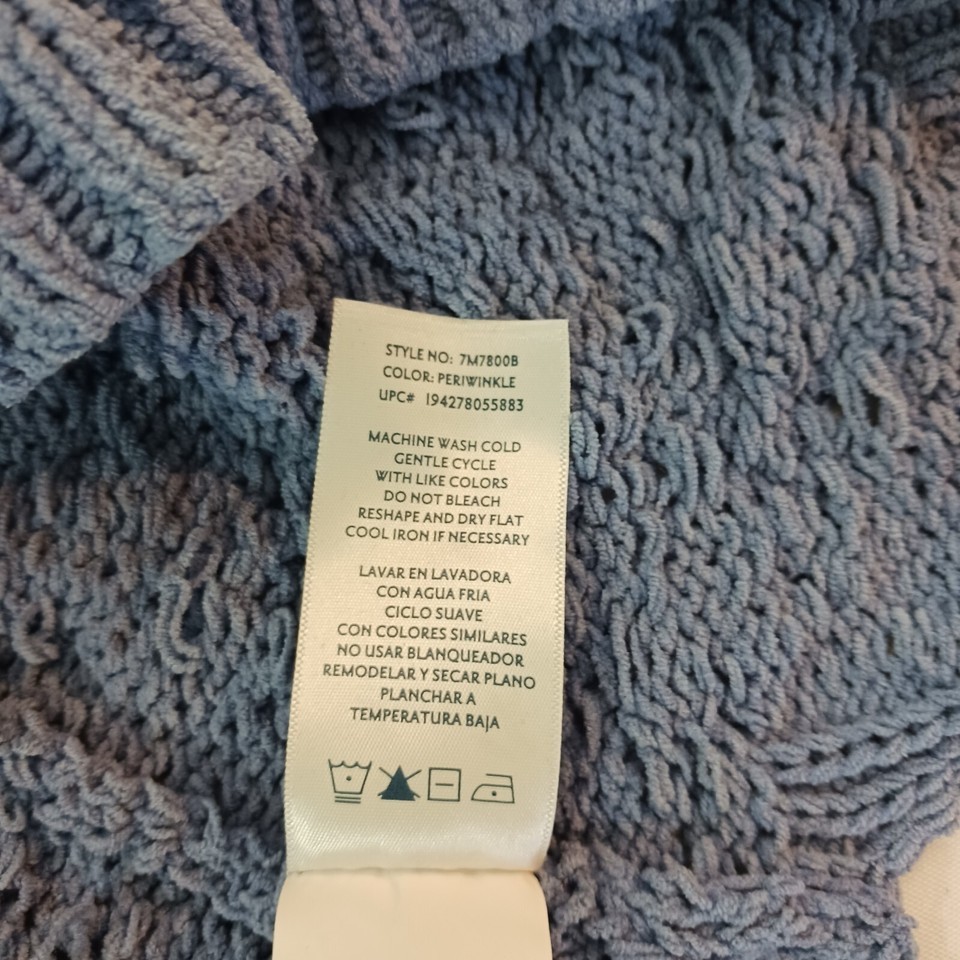 STYLE NO: 7M7800B
COLOR: PERIWINKLE
UPC# 194278055883
MACHINE WASH COLD
GENTLE CYCLE
WITH LIKE COLORS
DO NOT BLEACH
RESHAPE AND DRY FLAT
COOL IRON IF NECESSARY
LAVAR EN LAVADORA
CON AGUA FRIA
CICLO SUAVE
CON COLORES SIMILARES
NO USAR BLANQUEADOR
REMODELAR Y SECAR PLANO
PLANCHAR A
TEMPERATURA BAJA